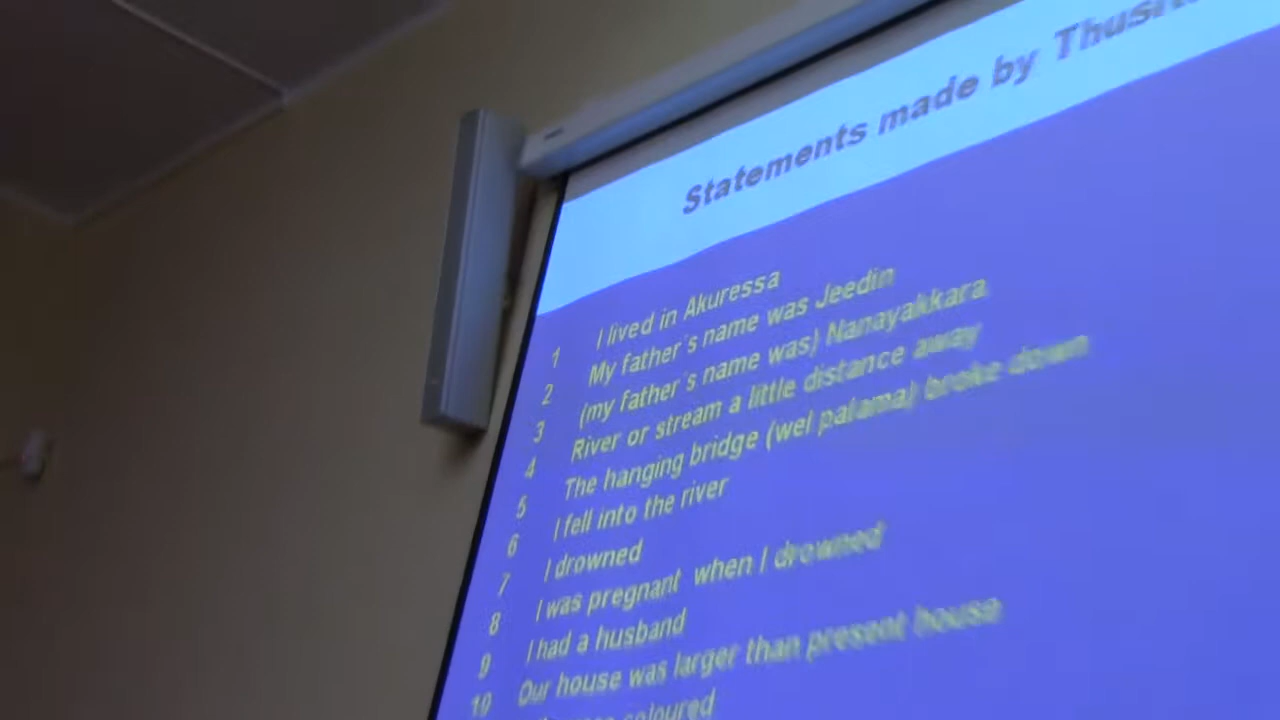 Statements made by
1 I lived in Akuressa
2 My father's name was Jeedin
3 (my father's name was) Nanayakkara
4 River or stream a little distance away
5 The hanging bridge (wel palama) broke down
6 I fell into the river
7 I drowned
8 I was pregnant when I drowned
9 I had a husband
10 Our house was larger than present house
coloured